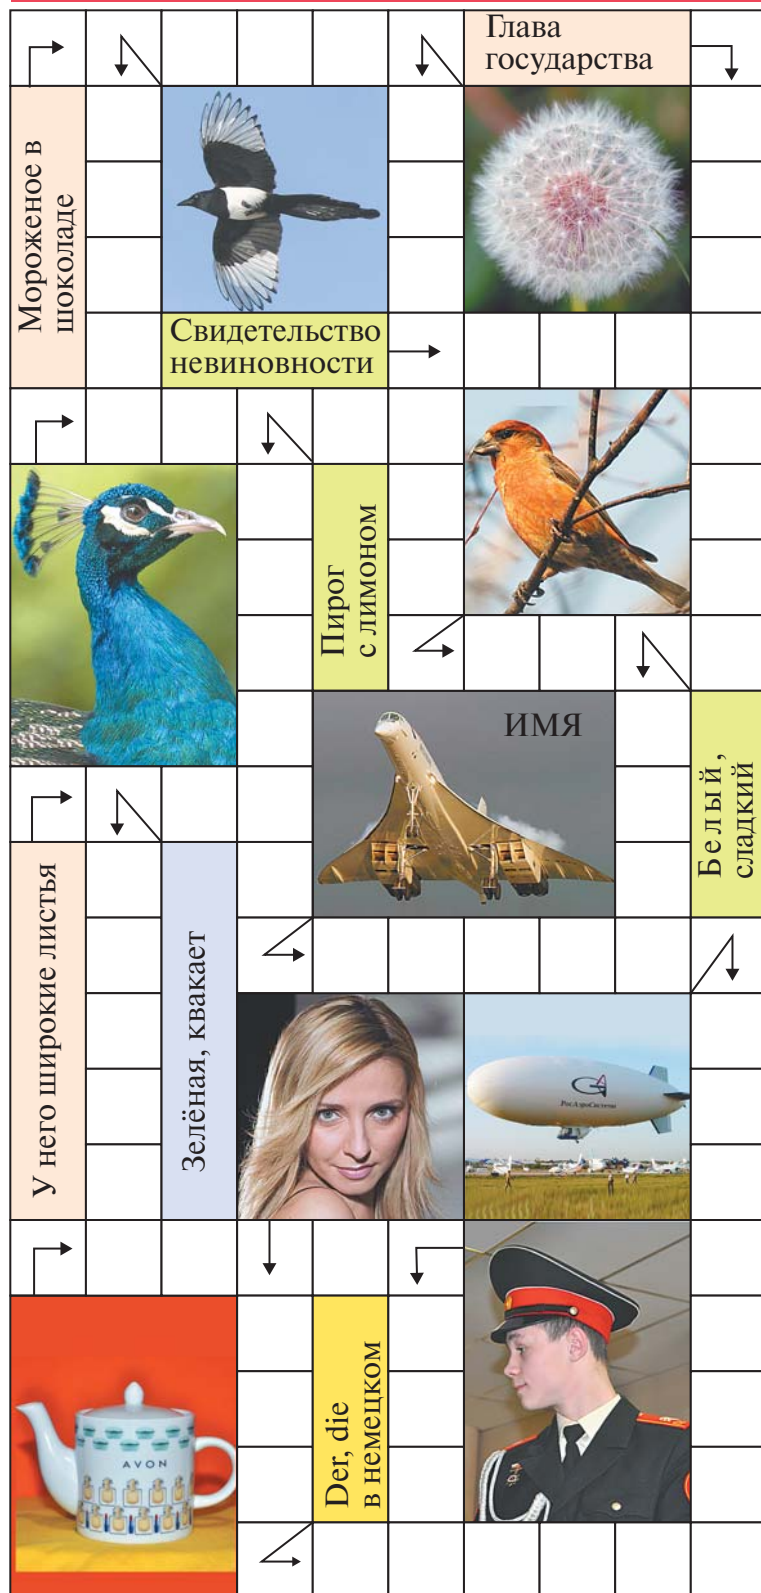 Глава
государства
Мороженое в
шоколаде
Свидетельство
невиновности
Пирог
с лимоном
ИМЯ
Белый,
сладкий
У него широкие листья
Зелёная, квакает
РосАэроСистемы
AVON
Der, die
в немецком